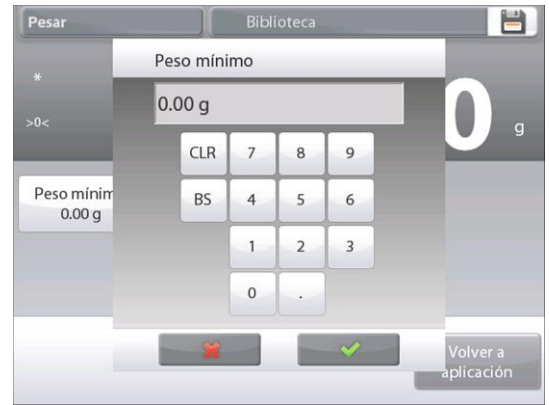 Pesar
Biblioteca
Peso mínimo
0.00 g
*
>0<
0
g
CLR 7 8 9
BS 4 5 6
1 2 3
0 .
Peso mínim
0.00 g
Volver a
aplicación